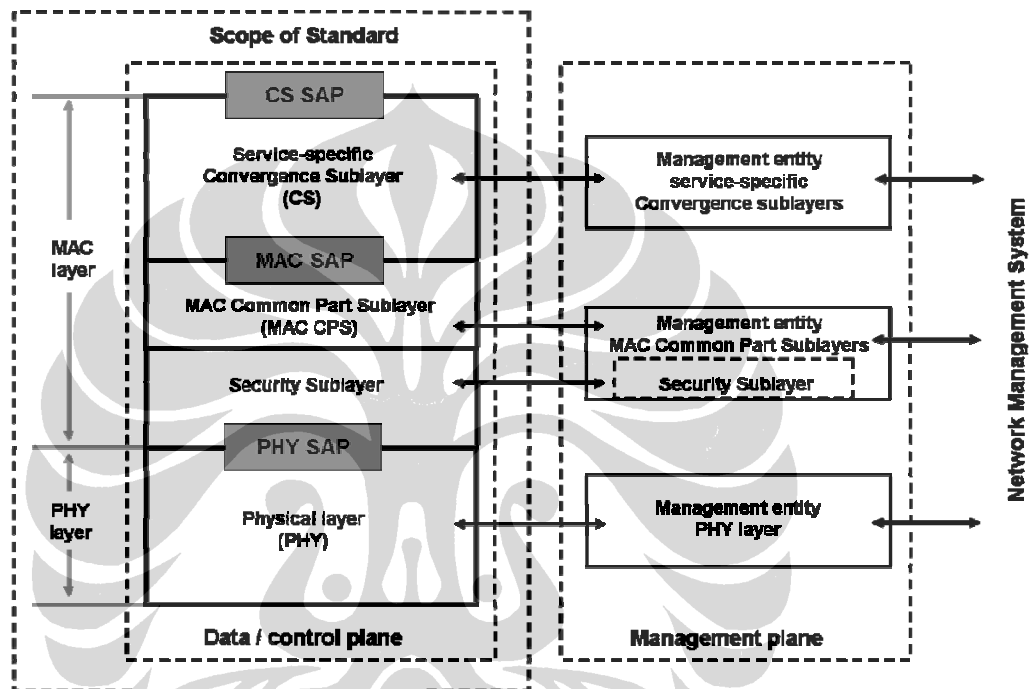 Scope of Standard
CS SAP
Service-specific
Convergence Sublayer
(CS)
MAC SAP
MAC Common Part Sublayer
(MAC CPS)
Security Sublayer
PHY SAP
Physical layer
(PHY)
Data / control plane
MAC
layer
PHY
layer
Management entity
service-specific
Convergence sublayers
Management entity
MAC Common Part Sublayers
Security Sublayer
Management entity
PHY layer
Management plane
Network Management System